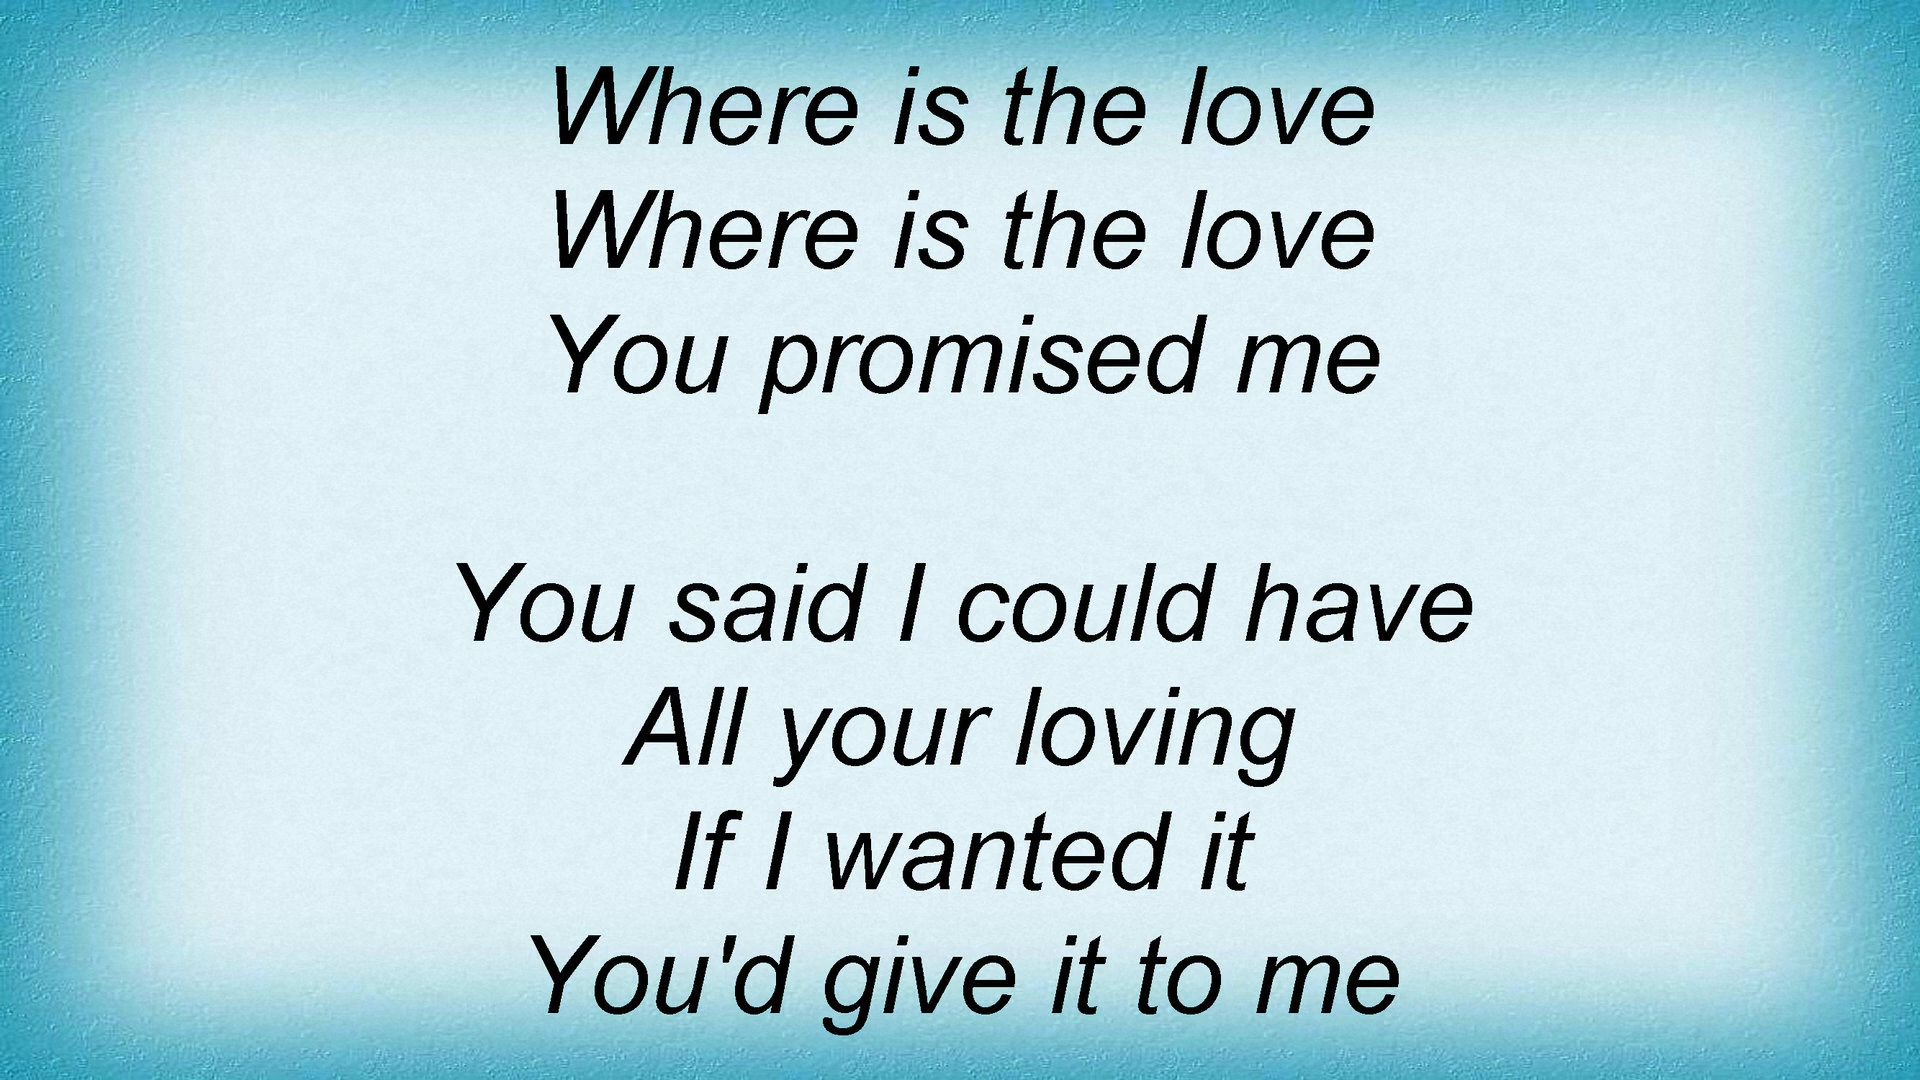 Where is the love
Where is the love
You promised me
You said I could have
All your loving
If I wanted it
You'd give it to me